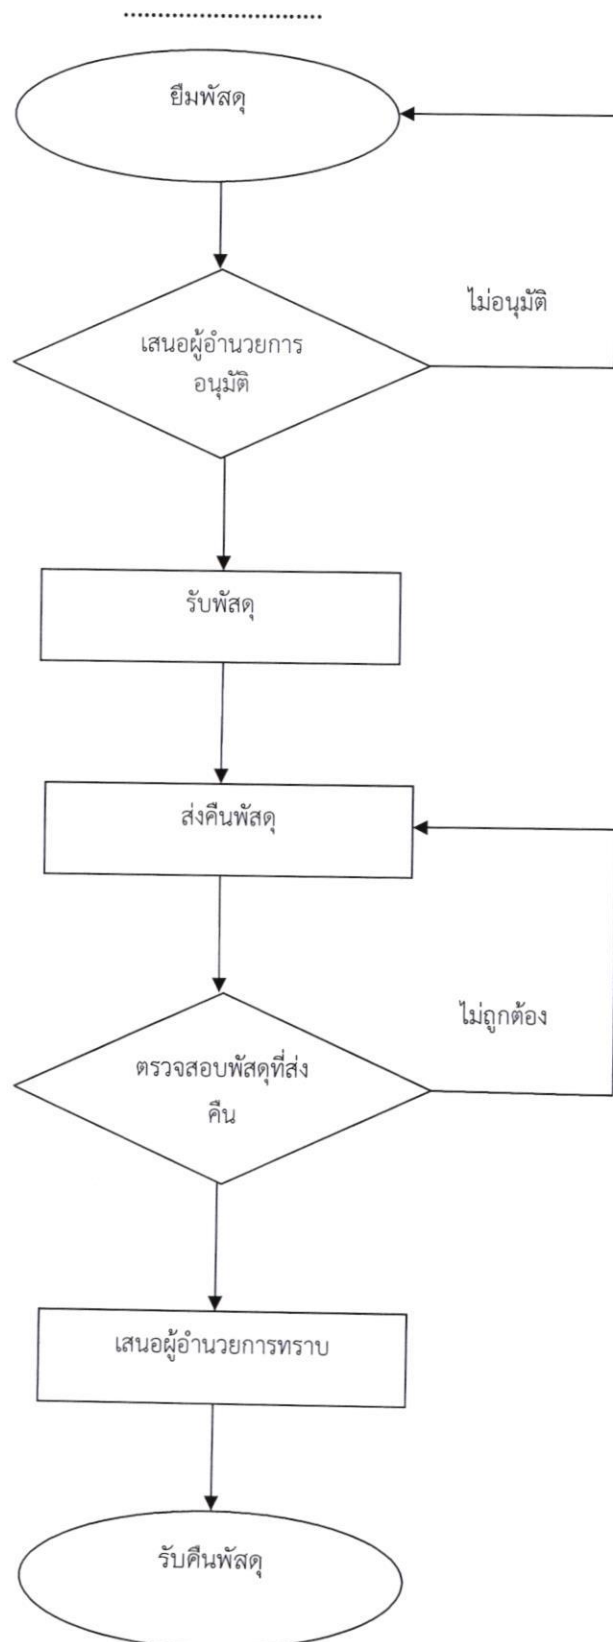 ..............................
ยืมพัสดุ
ไม่อนุมัติ
เสนอผู้อำนวยการ
อนุมัติ
รับพัสดุ
ส่งคืนพัสดุ
ไม่ถูกต้อง
ตรวจสอบพัสดุที่ส่ง
คืน
เสนอผู้อำนวยการทราบ
รับคืนพัสดุ